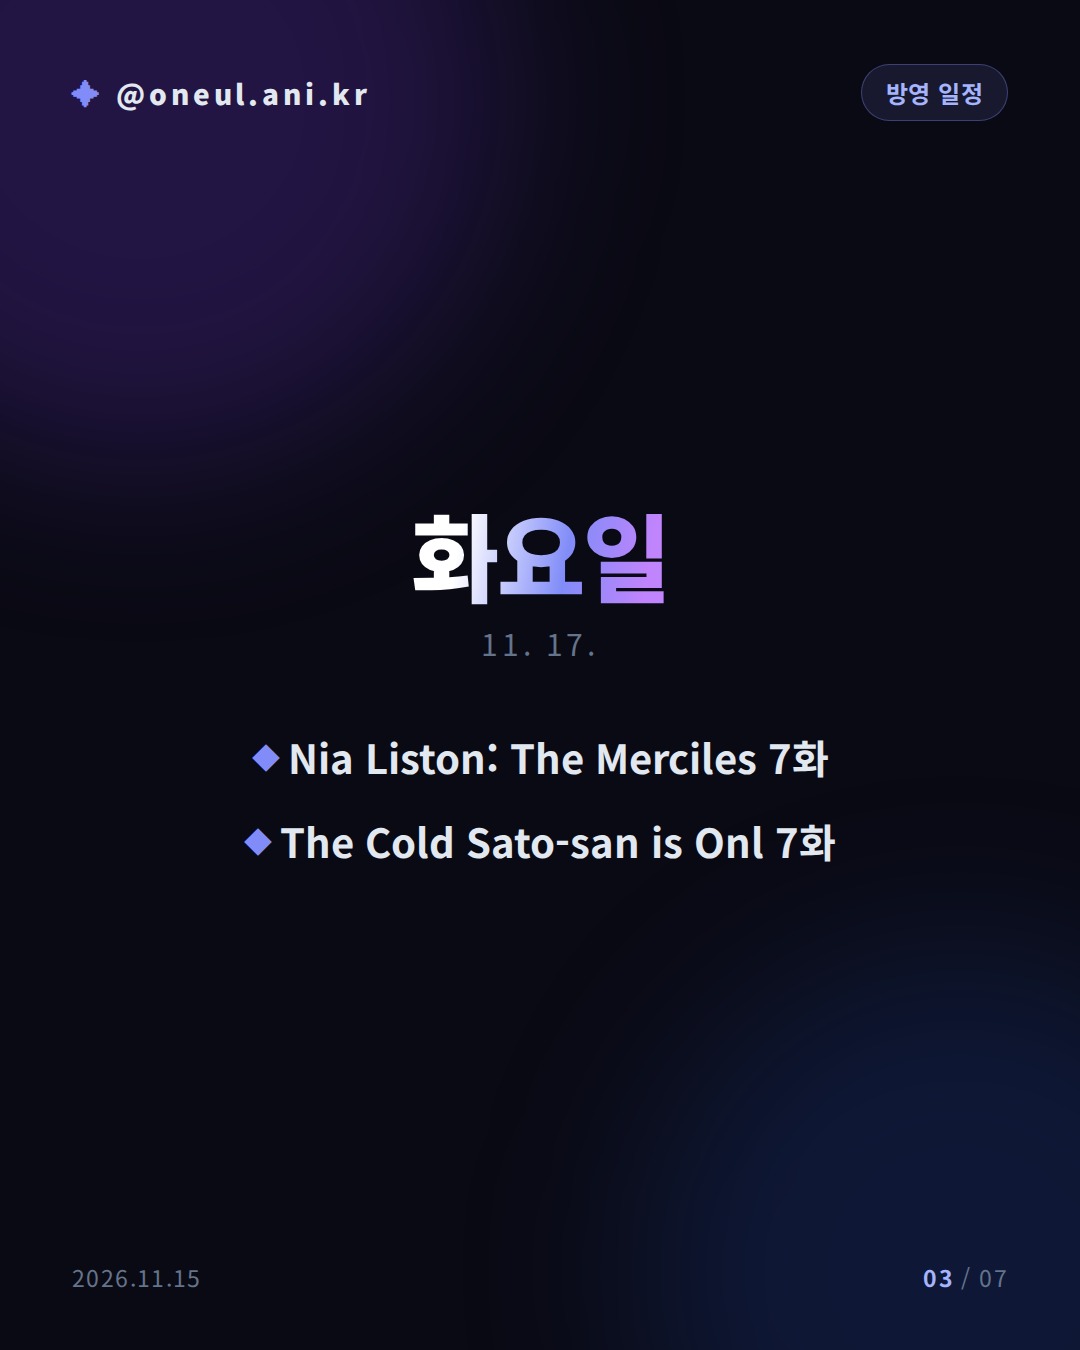 @oneul.ani.kr
방영 일정
화요일
11. 17.
◆ Nia Liston: The Merciles 7화
◆ The Cold Sato-san is Onl 7화
2026.11.15
03 / 07